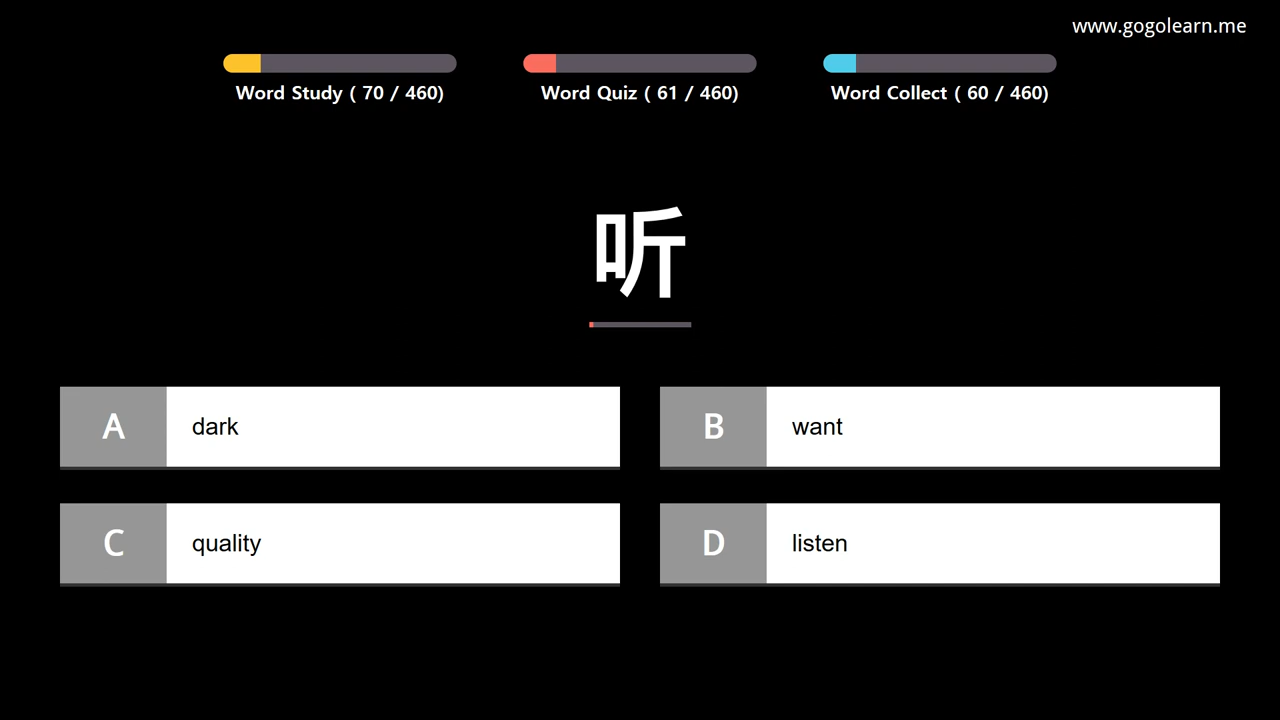 www.gogolearn.me
Word Study ( 70 / 460)
Word Quiz ( 61 / 460)
Word Collect ( 60 / 460)
听
A dark
B want
C quality
D listen